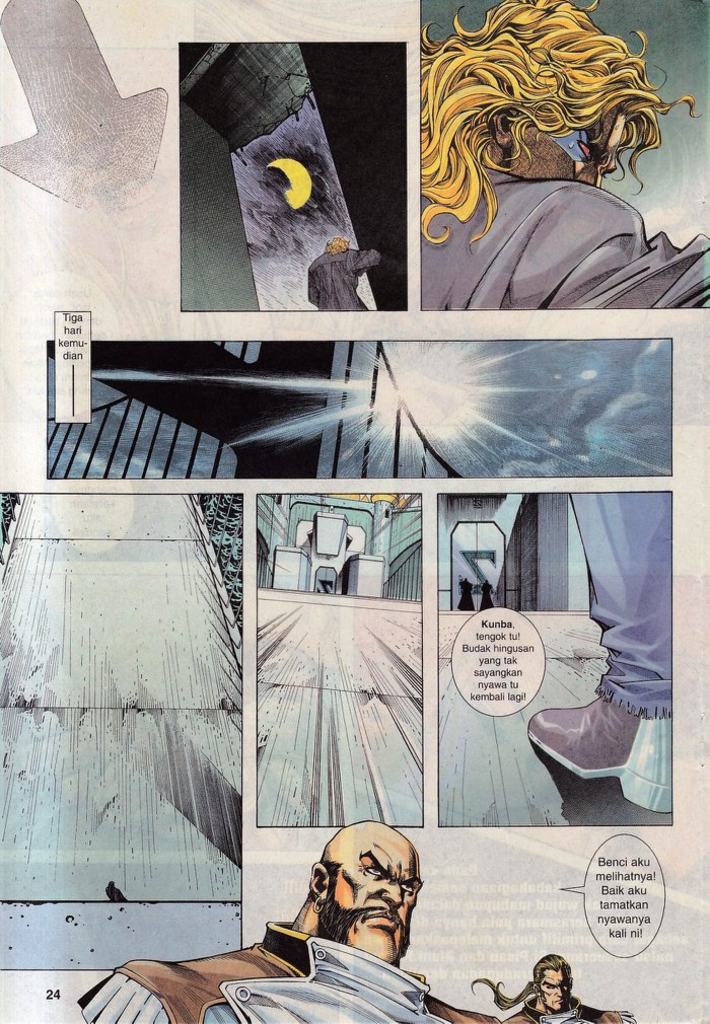 Tiga
hari
kemu-
dian
Kunba,
tengok tu!
Budak hingusan
yang tak
sayangkan
nyawa tu
kembali lagi!
Benci aku
melihatnya!
Baik aku
tamatkan
nyawanya
kali ni!
24